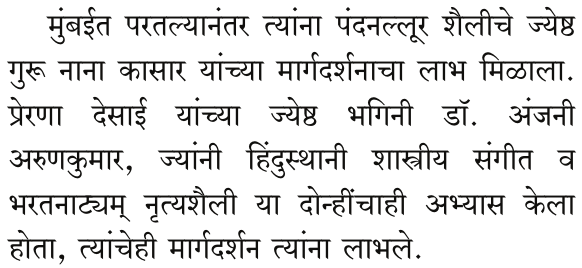 मुंबईत परतल्यानंतर त्यांना पंदनल्लूर शैलीचे ज्येष्ठ
गुरू नाना कासार यांच्या मार्गदर्शनाचा लाभ मिळाला.
प्रेरणा देसाई यांच्या ज्येष्ठ भगिनी डॉ. अंजनी
अरुणकुमार, ज्यांनी हिंदुस्थानी शास्त्रीय संगीत व
भरतनाट्यम् नृत्यशैली या दोन्हींचाही अभ्यास केला
होता, त्यांचेही मार्गदर्शन त्यांना लाभले.